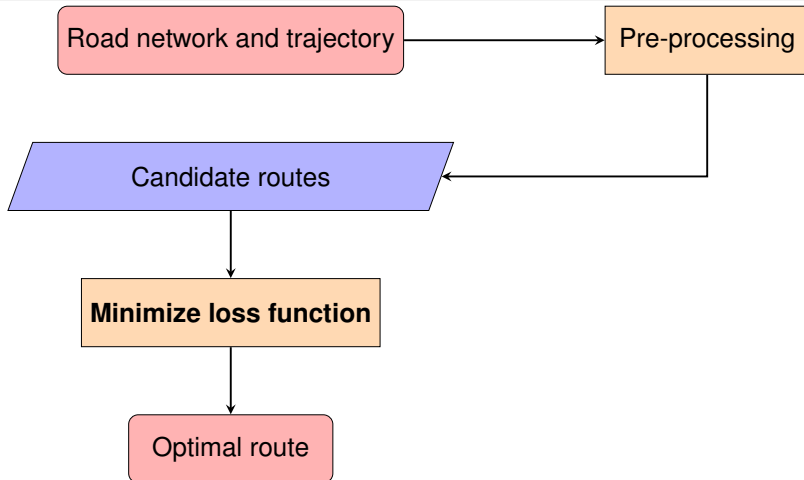 Road network and trajectory
Pre-processing
Candidate routes
Minimize loss function
Optimal route